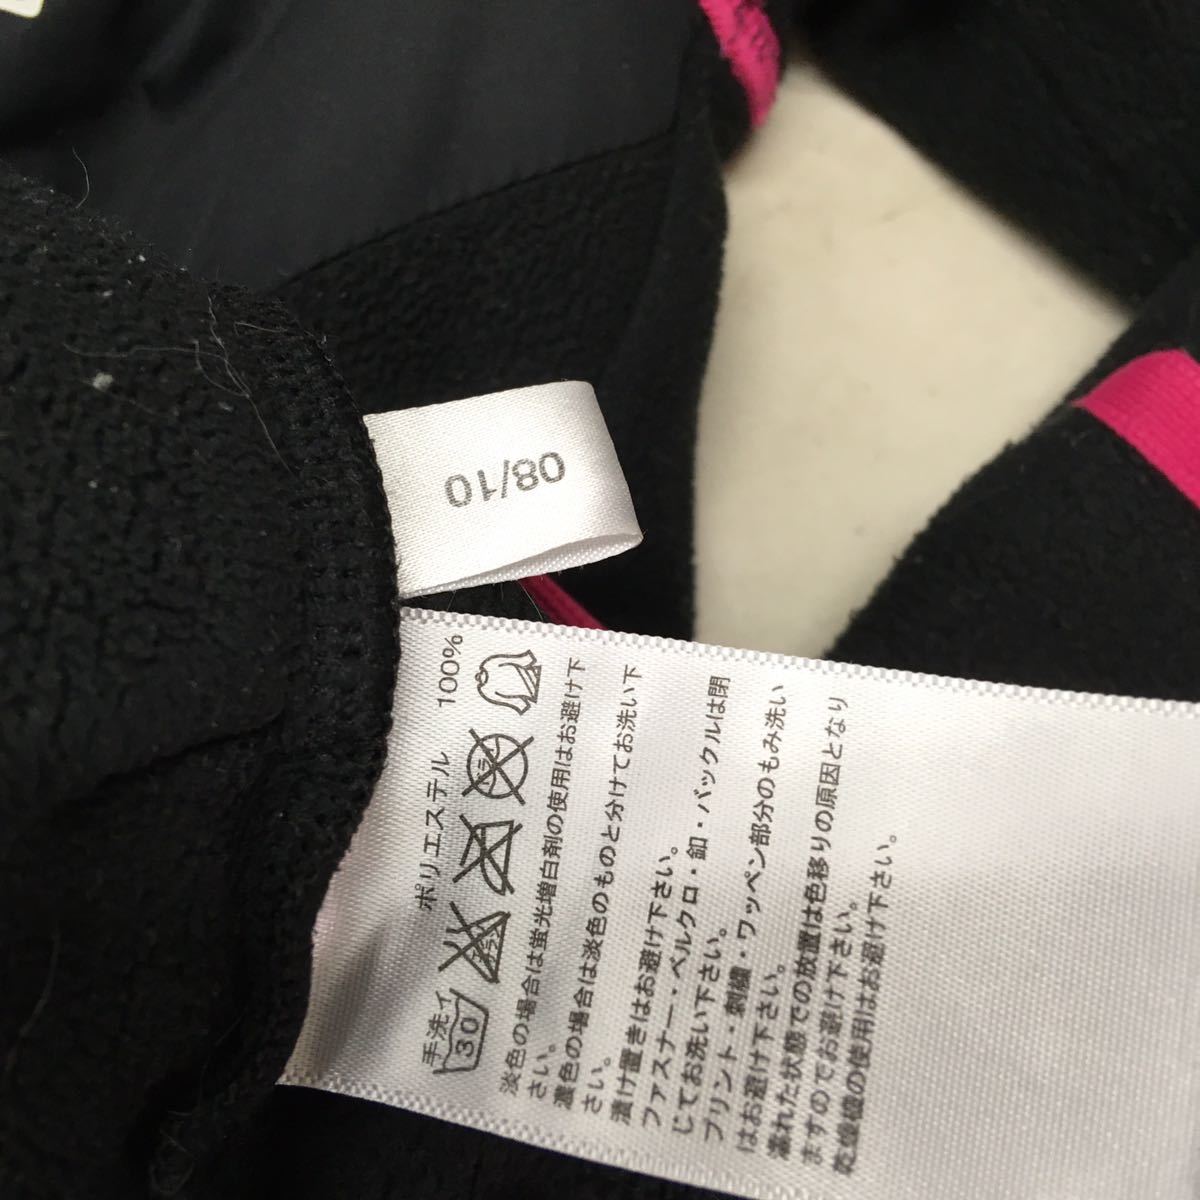 08/10
ポリエステル 100%
手洗イ
30
淡色の場合は蛍光増白剤の使用はお避け下
さい。
濃色の場合は淡色のものと分けてお洗い下
さい。
漬け置きはお避け下さい。
ファスナー・ベルクロ・釦・バックルは閉
じてお洗い下さい。
プリント・刺繍・ワッペン部分のもみ洗い
はお避け下さい。
濡れた状態での放置は色移りの原因となり
ますのでお避け下さい。
乾燥機の使用はお避け下さい。